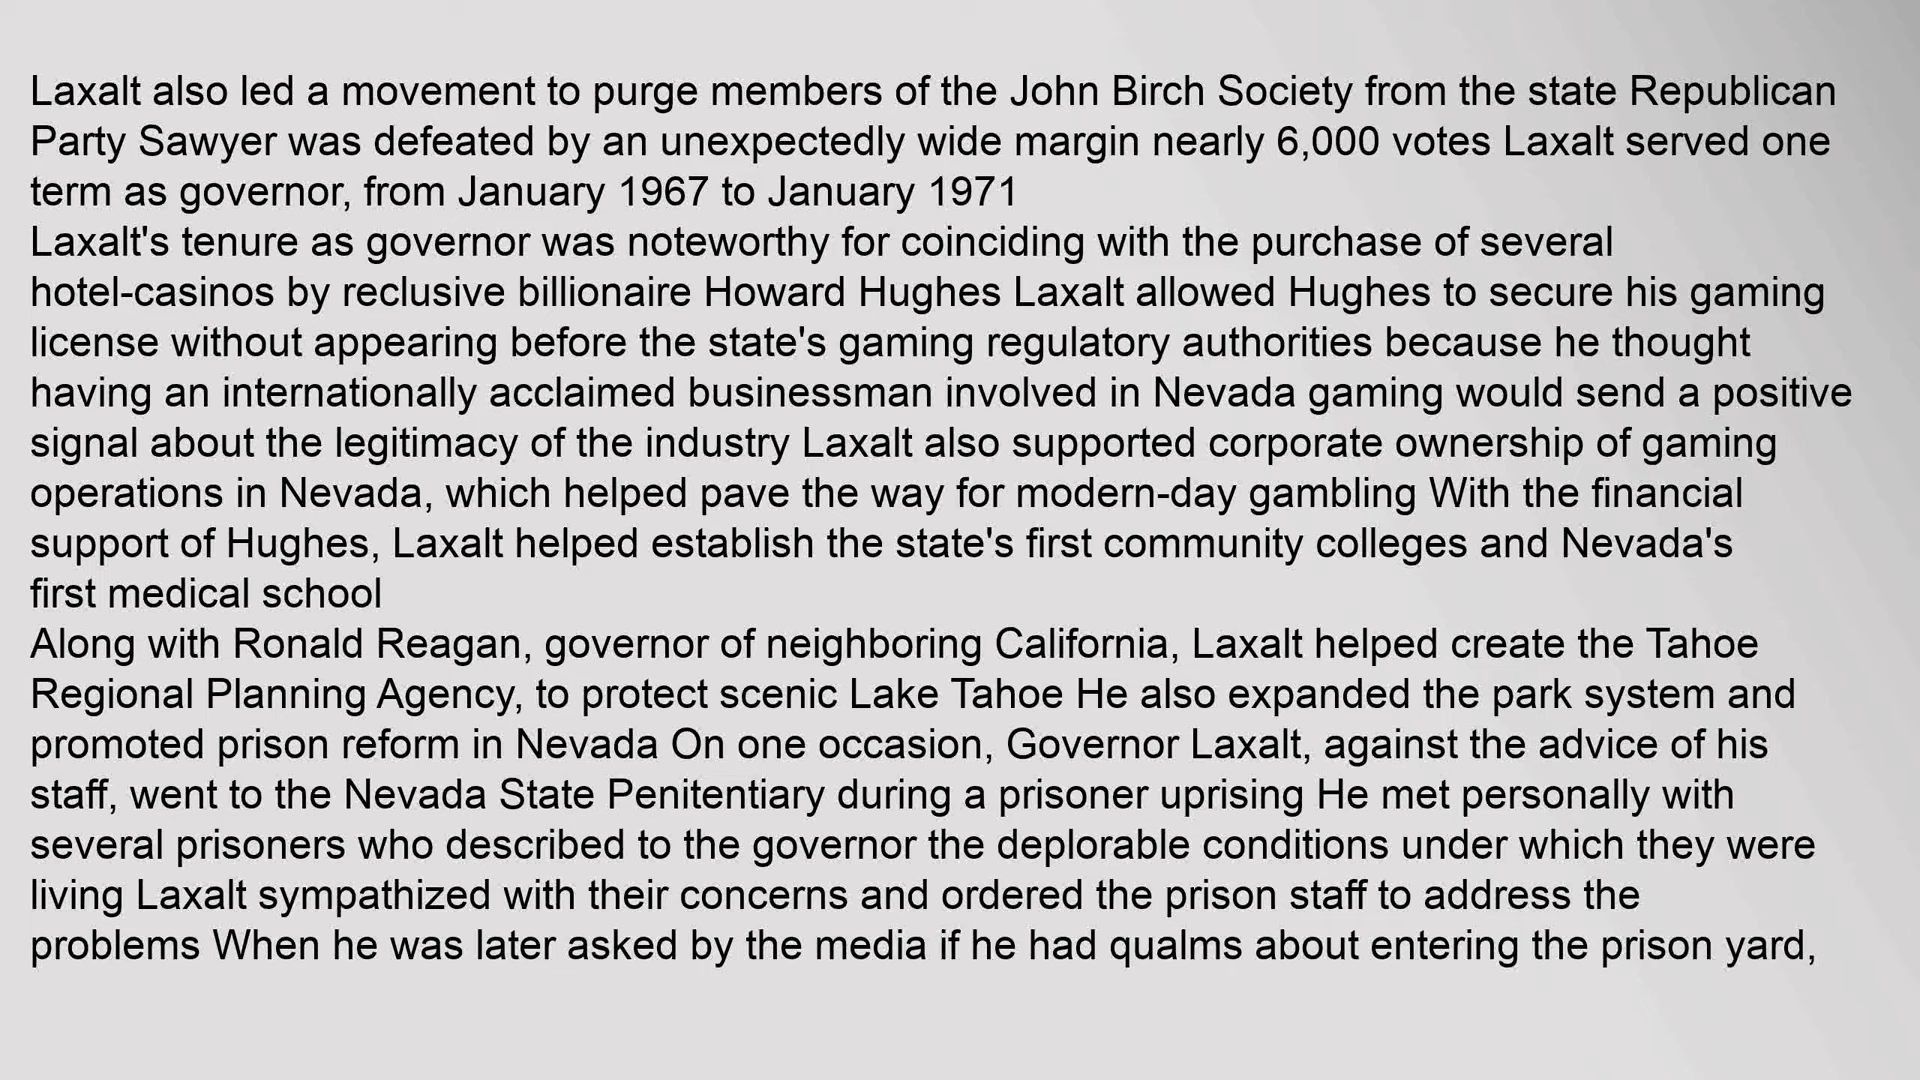 Laxalt also led a movement to purge members of the John Birch Society from the state Republican
Party Sawyer was defeated by an unexpectedly wide margin nearly 6,000 votes Laxalt served one
term as governor, from January 1967 to January 1971
Laxalt's tenure as governor was noteworthy for coinciding with the purchase of several
hotel-casinos by reclusive billionaire Howard Hughes Laxalt allowed Hughes to secure his gaming
license without appearing before the state's gaming regulatory authorities because he thought
having an internationally acclaimed businessman involved in Nevada gaming would send a positive
signal about the legitimacy of the industry Laxalt also supported corporate ownership of gaming
operations in Nevada, which helped pave the way for modern-day gambling With the financial
support of Hughes, Laxalt helped establish the state's first community colleges and Nevada's
first medical school
Along with Ronald Reagan, governor of neighboring California, Laxalt helped create the Tahoe
Regional Planning Agency, to protect scenic Lake Tahoe He also expanded the park system and
promoted prison reform in Nevada On one occasion, Governor Laxalt, against the advice of his
staff, went to the Nevada State Penitentiary during a prisoner uprising He met personally with
several prisoners who described to the governor the deplorable conditions under which they were
living Laxalt sympathized with their concerns and ordered the prison staff to address the
problems When he was later asked by the media if he had qualms about entering the prison yard,